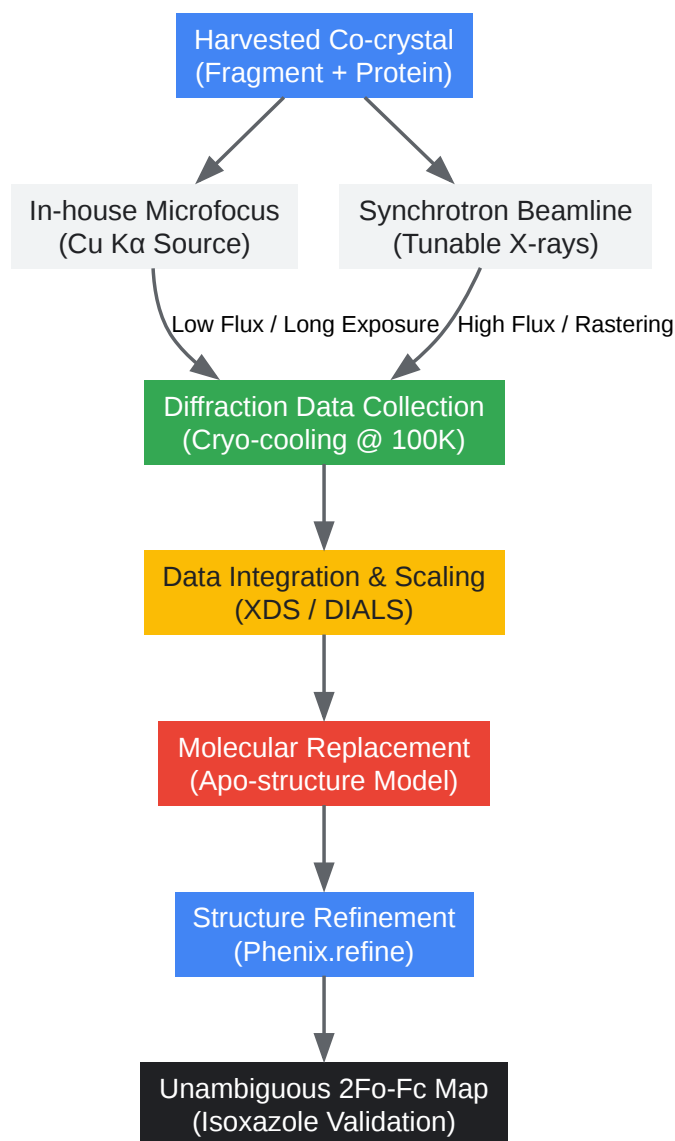 Harvested Co-crystal
(Fragment + Protein)
In-house Microfocus
(Cu Kα Source)
Synchrotron Beamline
(Tunable X-rays)
Low Flux / Long Exposure
High Flux / Rastering
Diffraction Data Collection
(Cryo-cooling @ 100K)
Data Integration & Scaling
(XDS / DIALS)
Molecular Replacement
(Apo-structure Model)
Structure Refinement
(Phenix.refine)
Unambiguous 2Fo-Fc Map
(Isoxazole Validation)